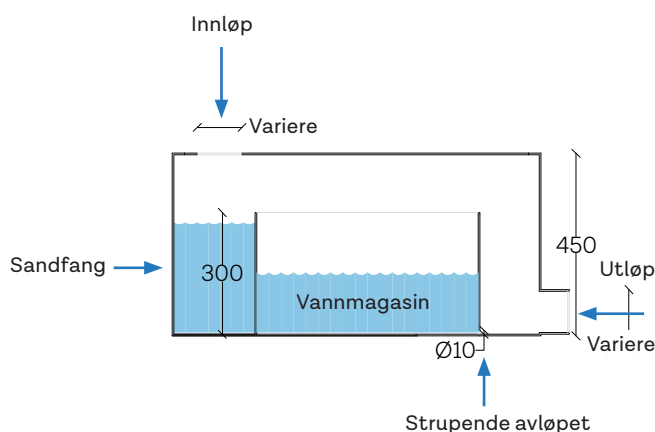 Innløp
Variere
Sandfang
300
450
Utløp
Vannmagasin
Variere
Ø10
Strupende avløpet